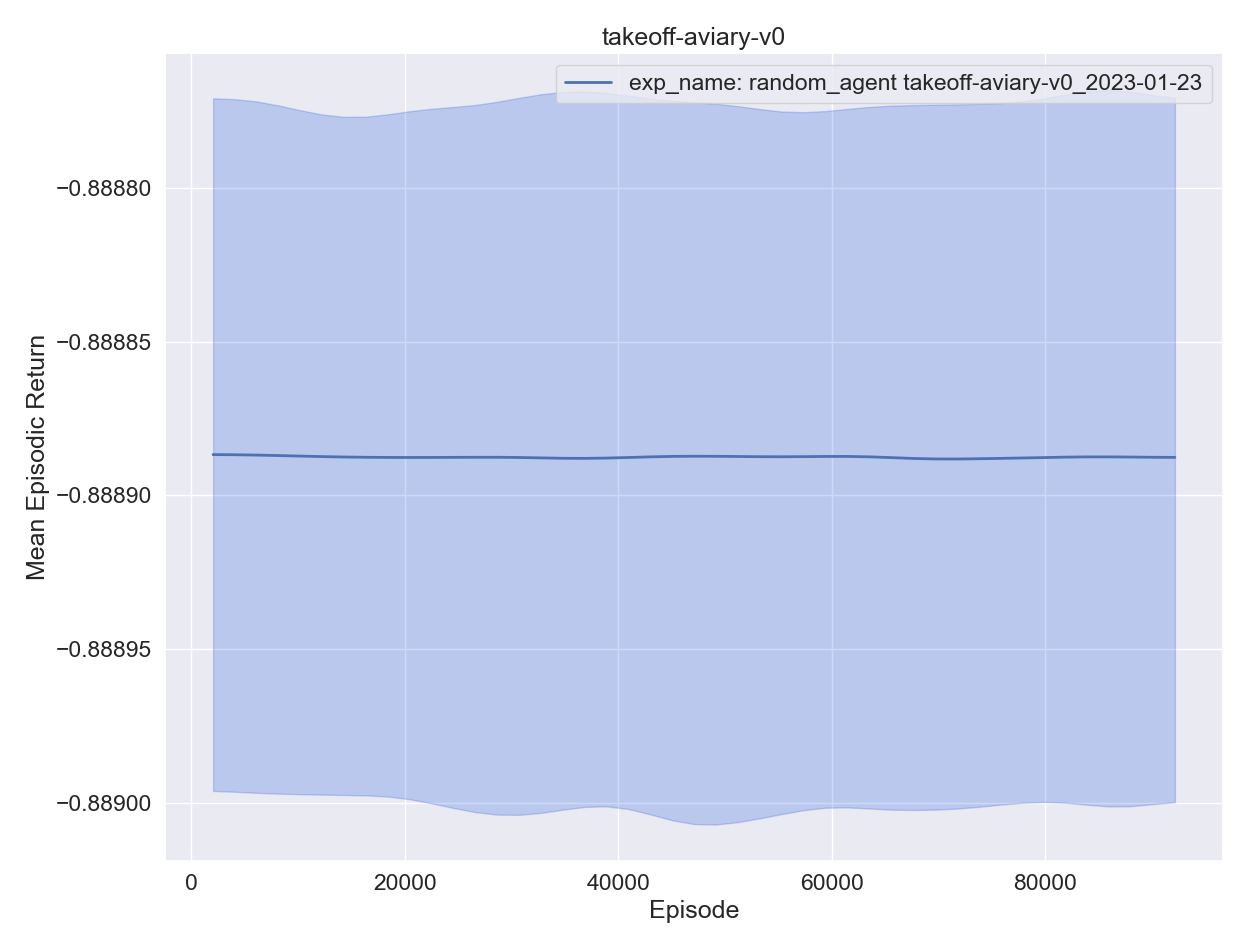 takeoff-aviary-v0
exp_name: random_agent takeoff-aviary-v0_2023-01-23
Mean Episodic Return
−0.88880
−0.88885
−0.88890
−0.88895
−0.88900
0 20000 40000 60000 80000
Episode